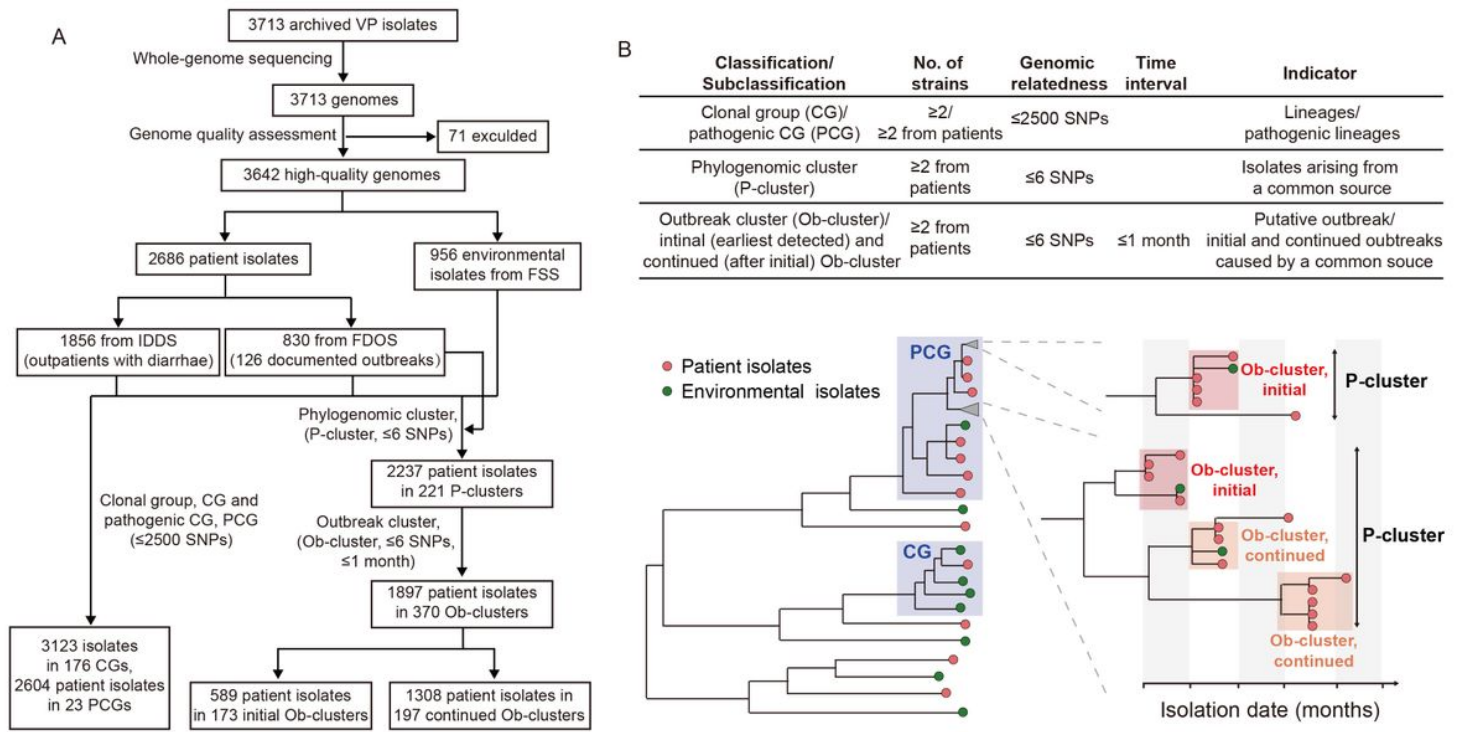 A
3713 archived VP isolates
Whole-genome sequencing
3713 genomes
Genome quality assessment
71 exculded
3642 high-quality genomes
2686 patient isolates
956 environmental
isolates from FSS
1856 from IDDS
(outpatients with diarrhae)
830 from FDOS
(126 documented outbreaks)
Phylogenomic cluster,
(P-cluster, ≤6 SNPs)
2237 patient isolates
in 221 P-clusters
Clonal group, CG and
pathogenic CG, PCG
(≤2500 SNPs)
Outbreak cluster,
(Ob-cluster, ≤6 SNPs,
≤1 month)
1897 patient isolates
in 370 Ob-clusters
3123 isolates
in 176 CGs,
2604 patient isolates
in 23 PCGs
589 patient isolates
in 173 initial Ob-clusters
1308 patient isolates in
197 continued Ob-clusters
B
Classification/
Subclassification
No. of
strains
Genomic
relatedness
Time
interval
Indicator
Clonal group (CG)/
pathogenic CG (PCG)
≥2/
≥2 from patients
≤2500 SNPs
Lineages/
pathogenic lineages
Phylogenomic cluster
(P-cluster)
≥2 from
patients
≤6 SNPs
Isolates arising from
a common source
Outbreak cluster (Ob-cluster)/
intinal (earliest detected) and
continued (after initial) Ob-cluster
≥2 from
patients
≤6 SNPs
≤1 month
Putative outbreak/
initial and continued oubtreaks
caused by a common souce
Patient isolates
Environmental isolates
PCG
CG
Ob-cluster,
initial
P-cluster
Ob-cluster,
initial
Ob-cluster,
continued
P-cluster
Ob-cluster,
continued
Isolation date (months)